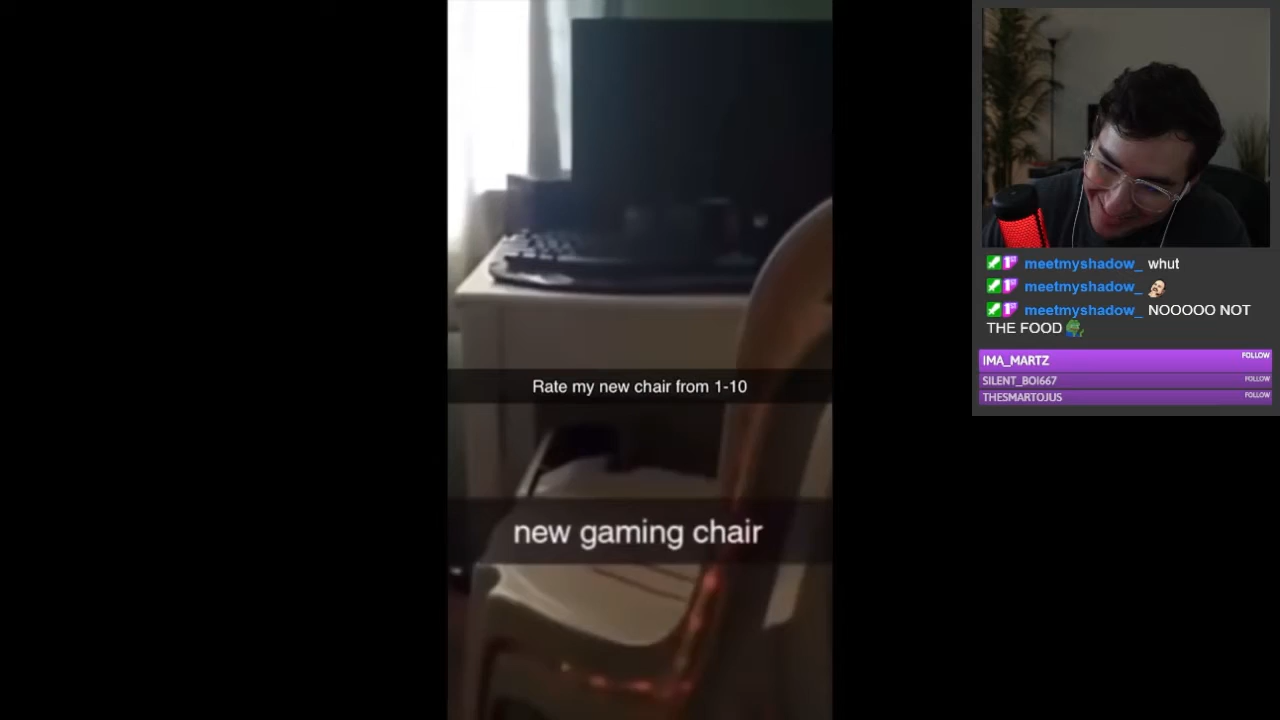 Rate my new chair from 1-10
new gaming chair
meetmyshadow_ whut
meetmyshadow_
meetmyshadow_ NOOOOO NOT
THE FOOD
IMA_MARTZ FOLLOW
SILENT_BOI667 FOLLOW
THESMARTOJUS FOLLOW